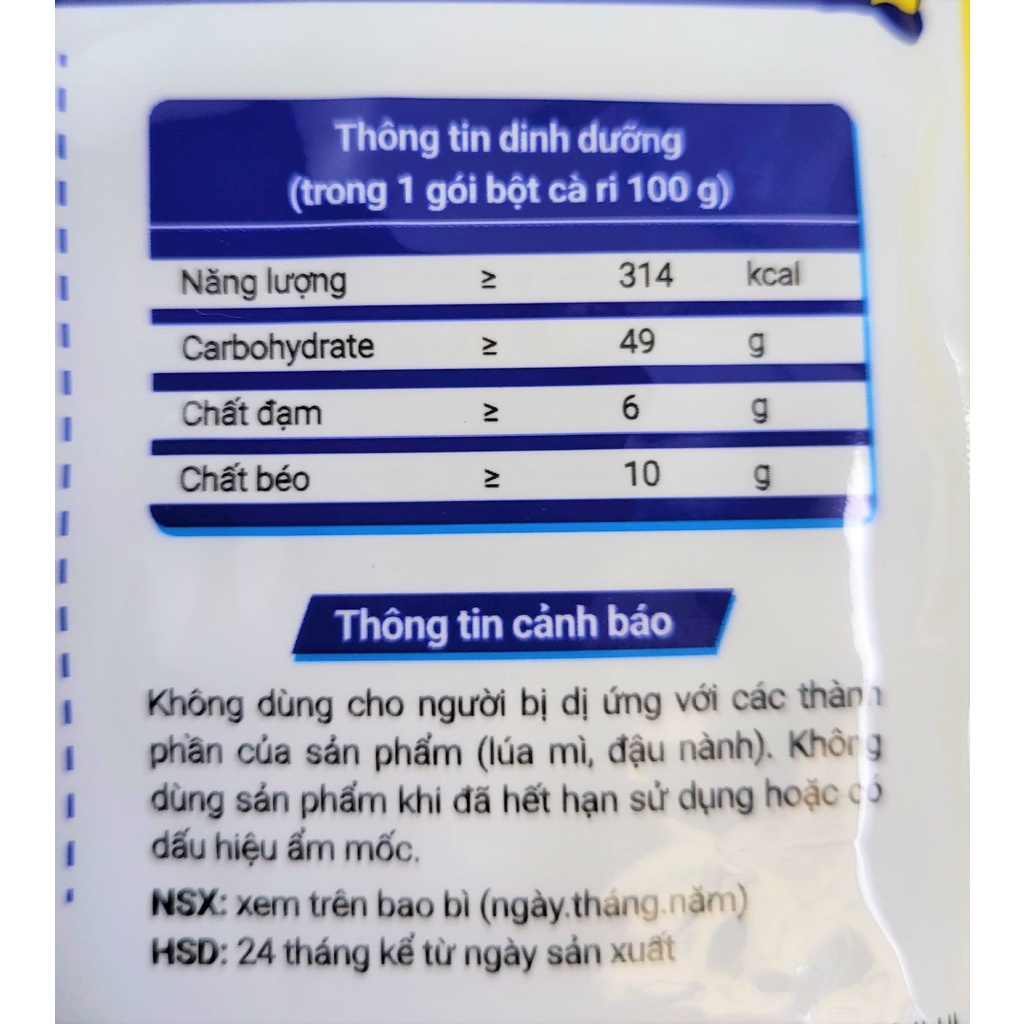 Thông tin dinh dưỡng
(trong 1 gói bột cà ri 100 g)
Năng lượng ≥ 314 kcal
Carbohydrate ≥ 49 g
Chất đạm ≥ 6 g
Chất béo ≥ 10 g
Thông tin cảnh báo
Không dùng cho người bị dị ứng với các thành
phần của sản phẩm (lúa mì, đậu nành). Không
dùng sản phẩm khi đã hết hạn sử dụng hoặc có
dấu hiệu ẩm mốc.
NSX: xem trên bao bì (ngày.tháng.năm)
HSD: 24 tháng kể từ ngày sản xuất